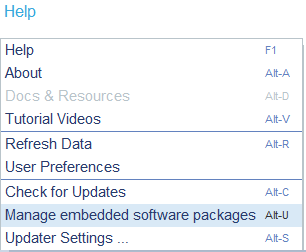 Help
Help F1
About Alt-A
Docs & Resources Alt-D
Tutorial Videos Alt-V
Refresh Data Alt-R
User Preferences
Check for Updates Alt-C
Manage embedded software packages Alt-U
Updater Settings ... Alt-S